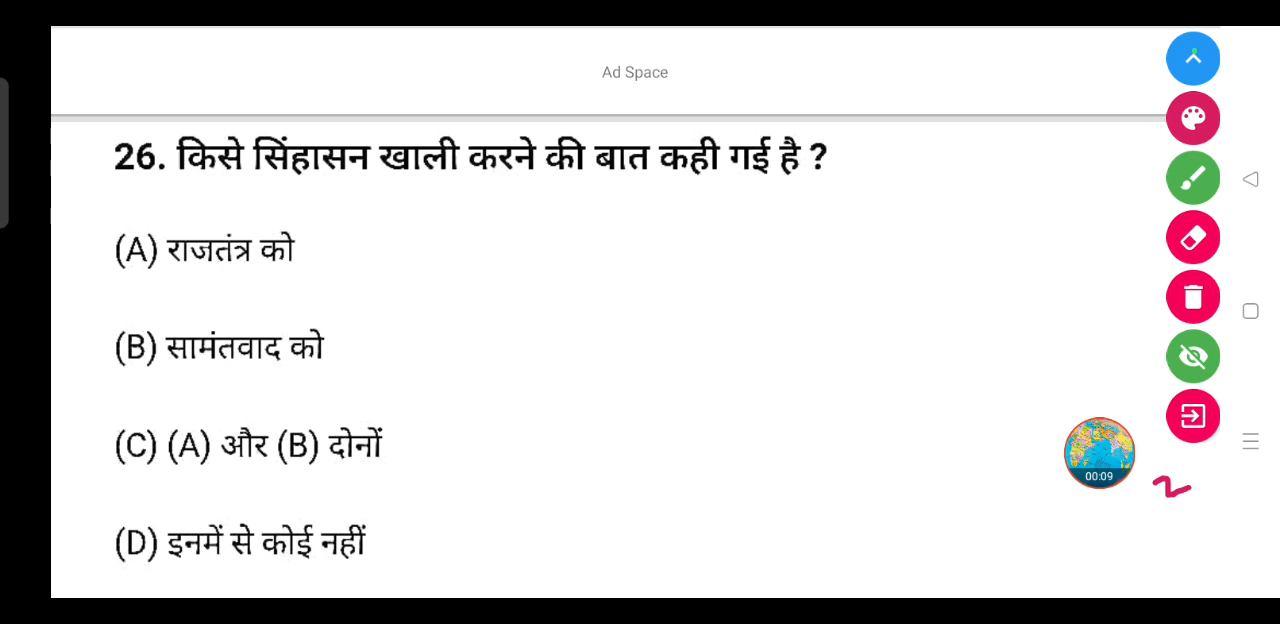 Ad Space
26. किसे सिंहासन खाली करने की बात कही गई है ?
(A) राजतंत्र को
(B) सामंतवाद को
(C) (A) और (B) दोनों
(D) इनमें से कोई नहीं
00:09